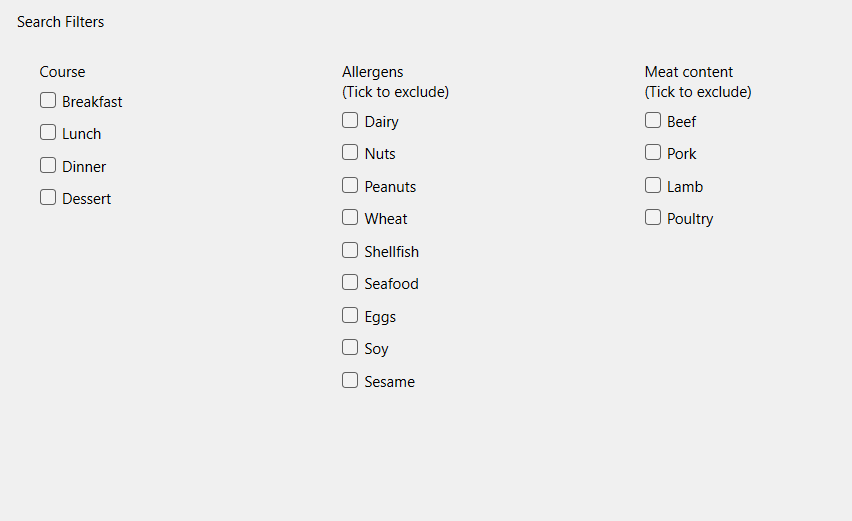 Search Filters
Course
Breakfast
Lunch
Dinner
Dessert
Allergens
(Tick to exclude)
Dairy
Nuts
Peanuts
Wheat
Shellfish
Seafood
Eggs
Soy
Sesame
Meat content
(Tick to exclude)
Beef
Pork
Lamb
Poultry